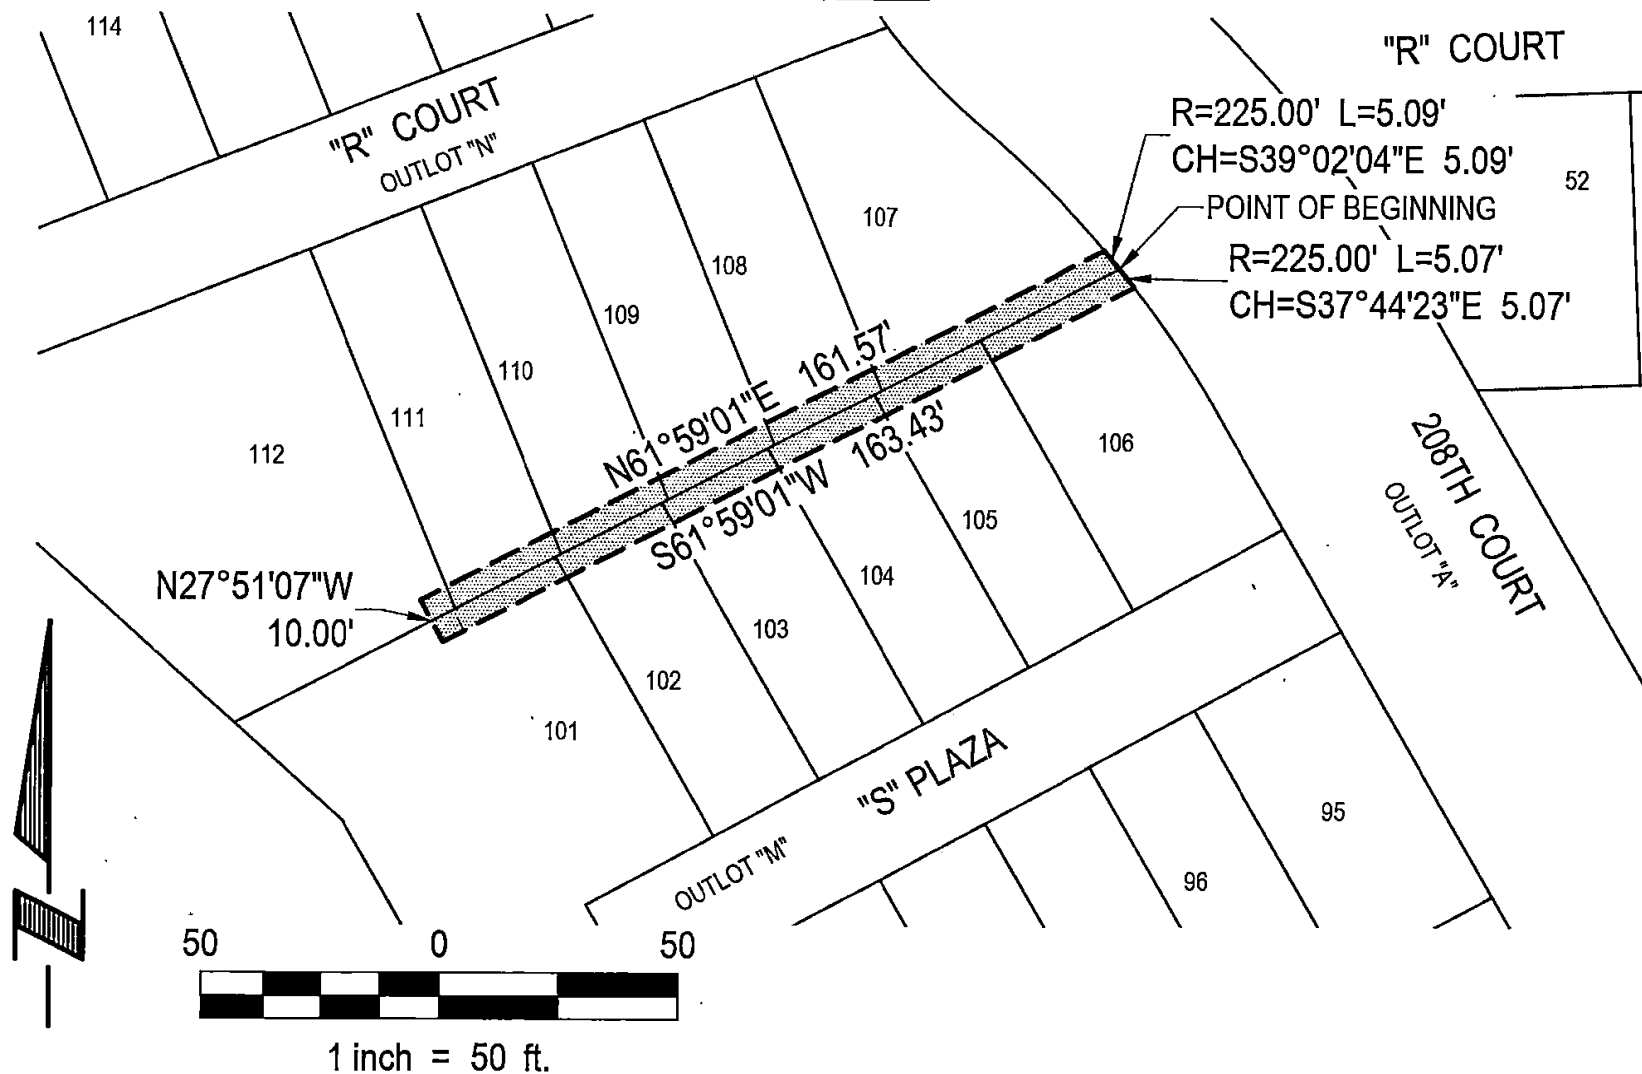 114
"R" COURT
"R" COURT
OUTLOT "N"
R=225.00' L=5.09'
CH=S39°02'04"E 5.09'
52
POINT OF BEGINNING
107
R=225.00' L=5.07'
CH=S37°44'23"E 5.07'
108
109
110
111
112
N61°59'01"E 161.57'
S61°59'01"W 163.43'
106
208TH COURT
OUTLOT "A"
105
104
103
102
101
N27°51'07"W
10.00'
"S" PLAZA
OUTLOT "M"
95
96
50 0 50
1 inch = 50 ft.